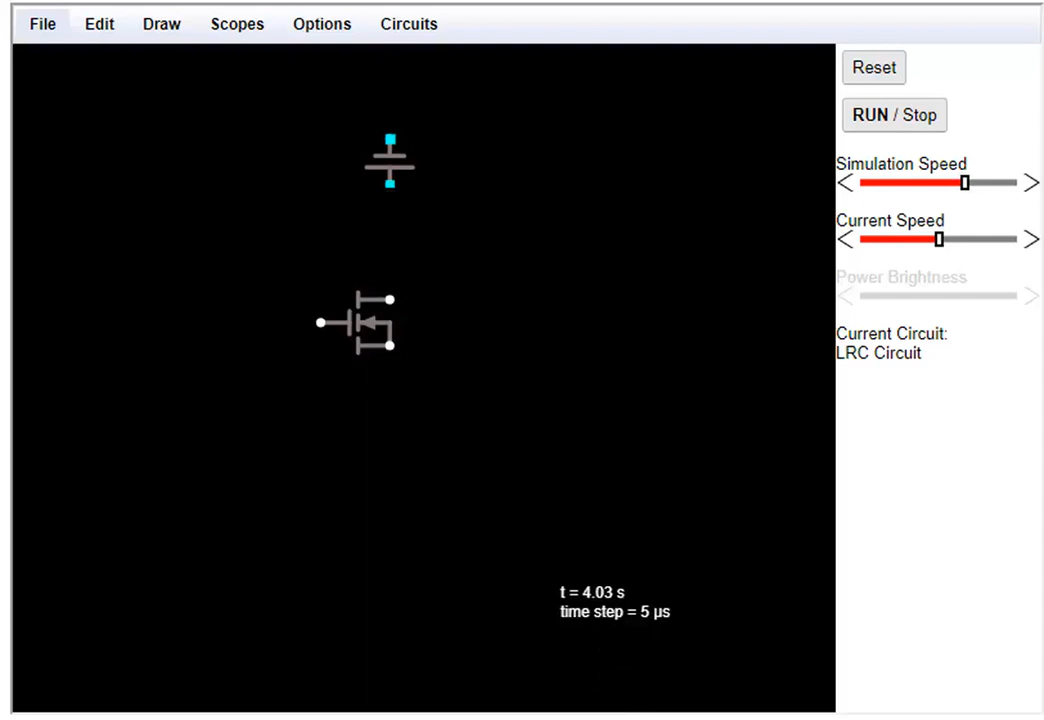 File Edit Draw Scopes Options Circuits
Reset
RUN / Stop
Simulation Speed
Current Speed
Power Brightness
Current Circuit:
LRC Circuit
t = 4.03 s
time step = 5 µs